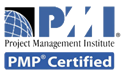 PMI
Project Management Institute
PMP® Certified